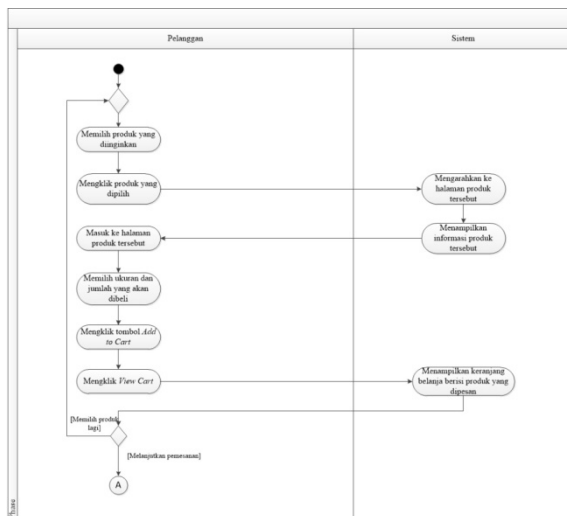 Pelanggan
Sistem
Memilih produk yang
diinginkan
Mengklik produk yang
dipilih
Mengarahkan ke
halaman produk
tersebut
Menampilkan
informasi produk
tersebut
Masuk ke halaman
produk tersebut
Memilih ukuran dan
jumlah yang akan
dibeli
Mengklik tombol Add
to Cart
Mengklik View Cart
Menampilkan keranjang
belanja berisi produk yang
dipesan
[Memilih produk
lagi]
[Melanjutkan pemesanan]
A
Phase